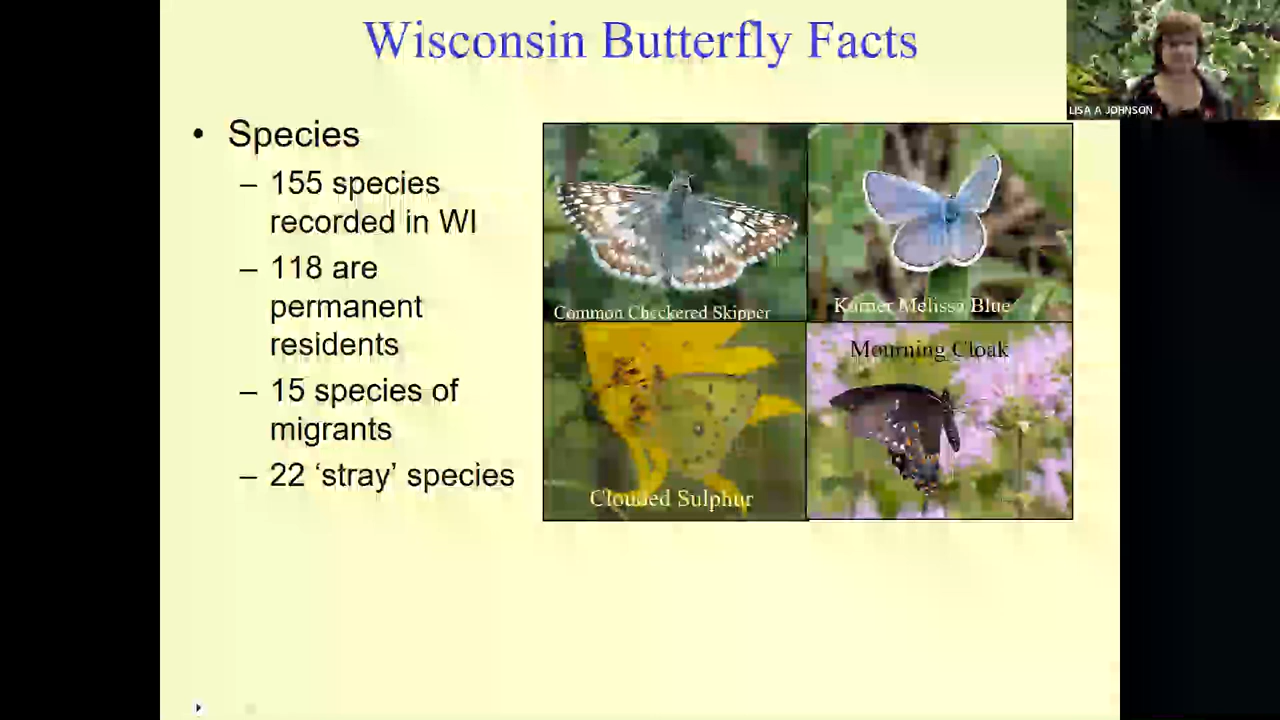 Wisconsin Butterfly Facts
LISA A JOHNSON
• Species
– 155 species
recorded in WI
– 118 are
permanent
residents
– 15 species of
migrants
– 22 ‘stray’ species
Common Checkered Skipper
Karner Melissa Blue
Mourning Cloak
Clouded Sulphur